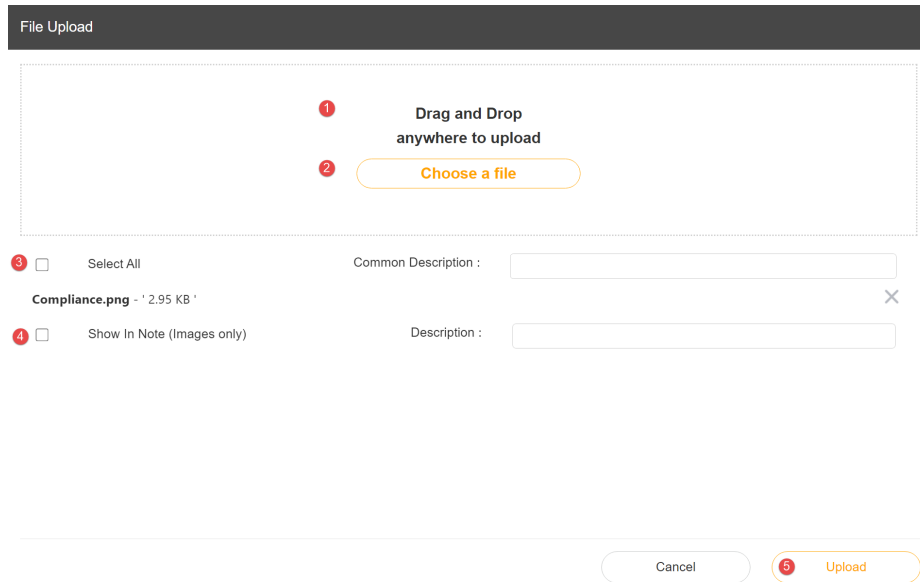 File Upload
1 Drag and Drop
anywhere to upload
2 Choose a file
3 Select All Common Description :
Compliance.png - ' 2.95 KB '
4 Show In Note (Images only) Description :
Cancel 5 Upload